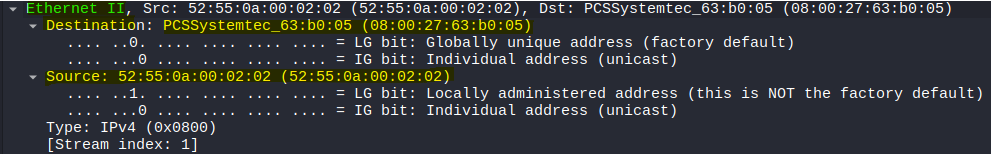 Ethernet II, Src: 52:55:0a:00:02:02 (52:55:0a:00:02:02), Dst: PCSSystemtec_63:b0:05 (08:00:27:63:b0:05)
Destination: PCSSystemtec_63:b0:05 (08:00:27:63:b0:05)
.... ..0. .... .... .... .... = LG bit: Globally unique address (factory default)
.... ...0 .... .... .... .... = IG bit: Individual address (unicast)
Source: 52:55:0a:00:02:02 (52:55:0a:00:02:02)
.... ..1. .... .... .... .... = LG bit: Locally administered address (this is NOT the factory default)
.... ...0 .... .... .... .... = IG bit: Individual address (unicast)
Type: IPv4 (0x0800)
[Stream index: 1]